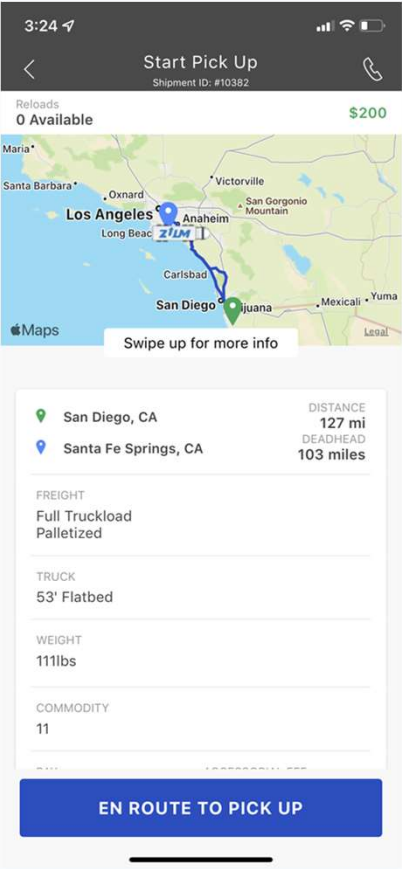 3:24
Start Pick Up
Shipment ID: #10382
Reloads
0 Available
$200
Maria
Santa Barbara
Oxnard
Victorville
Los Angeles
San Gorgonio
Mountain
Anaheim
Long Beac
ZILM
Carlsbad
San Diego
ijuana
Mexicali
Yuma
Maps
Legal
Swipe up for more info
San Diego, CA
DISTANCE
127 mi
Santa Fe Springs, CA
DEADHEAD
103 miles
FREIGHT
Full Truckload
Palletized
TRUCK
53' Flatbed
WEIGHT
111lbs
COMMODITY
11
EN ROUTE TO PICK UP